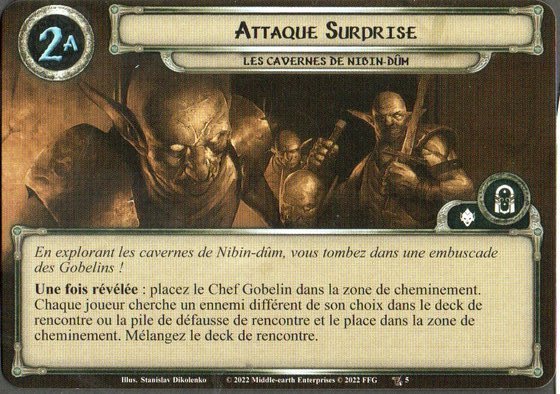 2A
Attaque Surprise
Les Cavernes de Nibin-Dûm
En explorant les cavernes de Nibin-dûm, vous tombez dans une embuscade
des Gobelins !
Une fois révélée : placez le Chef Gobelin dans la zone de cheminement.
Chaque joueur cherche un ennemi différent de son choix dans le deck de
rencontre ou la pile de défausse de rencontre et le place dans la zone de
cheminement. Mélangez le deck de rencontre.
Illus. Stanislav Dikolenko © 2022 Middle-earth Enterprises © 2022 FFG 5